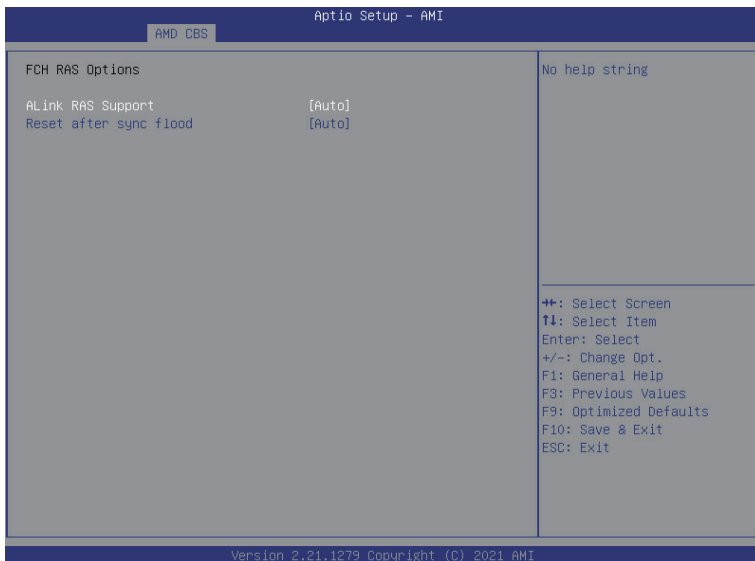 Aptio Setup – AMI
AMD CBS
FCH RAS Options
ALink RAS Support [Auto]
Reset after sync flood [Auto]
No help string
→←: Select Screen
↑↓: Select Item
Enter: Select
+/-: Change Opt.
F1: General Help
F3: Previous Values
F9: Optimized Defaults
F10: Save & Exit
ESC: Exit
Version 2.21.1279 Copyright (C) 2021 AMI